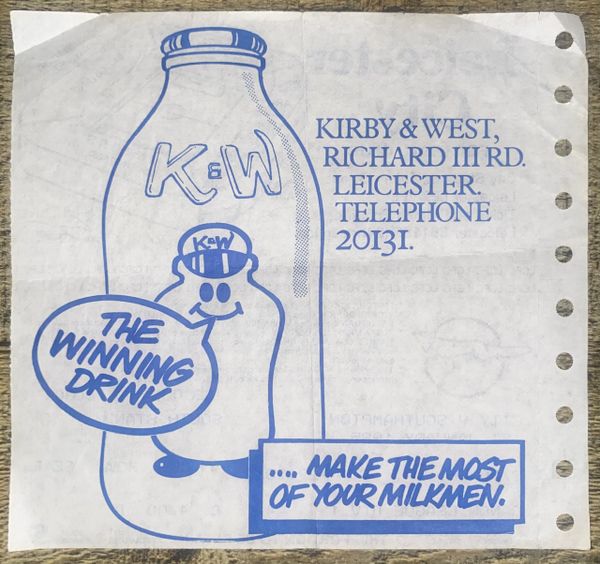 K&W
KIRBY & WEST,
RICHARD III RD.
LEICESTER.
TELEPHONE
20131.
K&W
THE
WINNING
DRINK
.... MAKE THE MOST
OF YOUR MILKMEN.